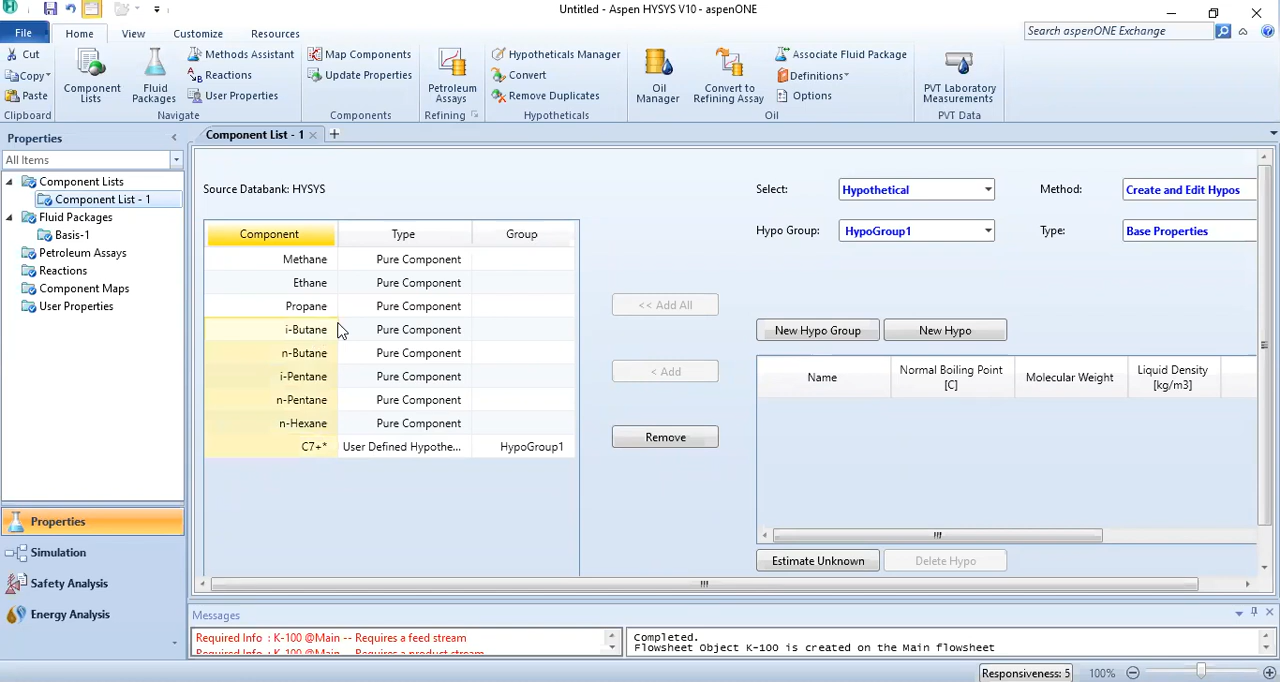 Untitled - Aspen HYSYS V10 - aspenONE
File Home View Customize Resources Search aspenONE Exchange
Cut
Copy
Paste
Clipboard
Component Lists
Fluid Packages
Methods Assistant
Reactions
User Properties
Navigate
Map Components
Update Properties
Components
Petroleum Assays
Refining
Hypotheticals Manager
Convert
Remove Duplicates
Hypotheticals
Oil Manager
Convert to Refining Assay
Associate Fluid Package
Definitions
Options
Oil
PVT Laboratory Measurements
PVT Data
Properties
All Items
Component Lists
Component List - 1
Fluid Packages
Basis-1
Petroleum Assays
Reactions
Component Maps
User Properties
Properties
Simulation
Safety Analysis
Energy Analysis
Component List - 1
Source Databank: HYSYS
Component Type Group
Methane Pure Component
Ethane Pure Component
Propane Pure Component
i-Butane Pure Component
n-Butane Pure Component
i-Pentane Pure Component
n-Pentane Pure Component
n-Hexane Pure Component
C7+* User Defined Hypothe... HypoGroup1
<< Add All
< Add
Remove
Select: Hypothetical Method: Create and Edit Hypos
Hypo Group: HypoGroup1 Type: Base Properties
New Hypo Group New Hypo
Name Normal Boiling Point [C] Molecular Weight Liquid Density [kg/m3]
Estimate Unknown Delete Hypo
Messages
Required Info : K-100 @Main -- Requires a feed stream
Required Info : K-100 @Main -- Requires a product stream
Completed.
Flowsheet Object K-100 is created on the Main flowsheet
Responsiveness: 5 100%